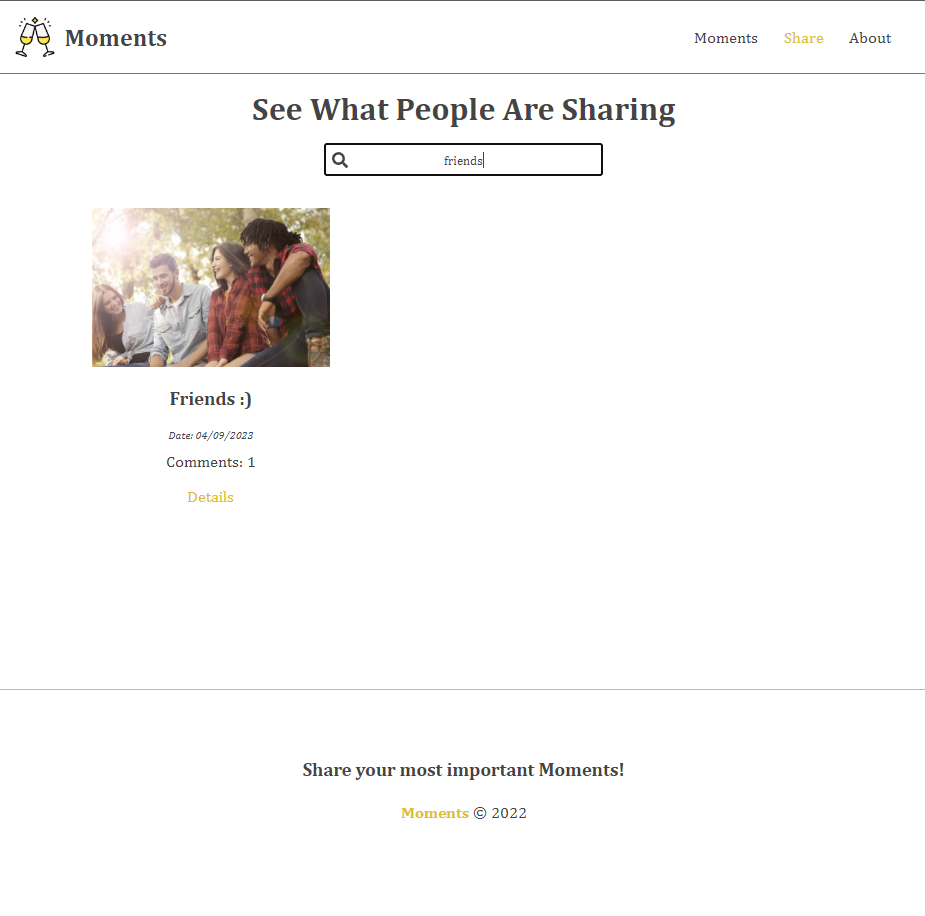 Moments
Moments Share About
See What People Are Sharing
friends
Friends :)
Date: 04/09/2023
Comments: 1
Details
Share your most important Moments!
Moments © 2022